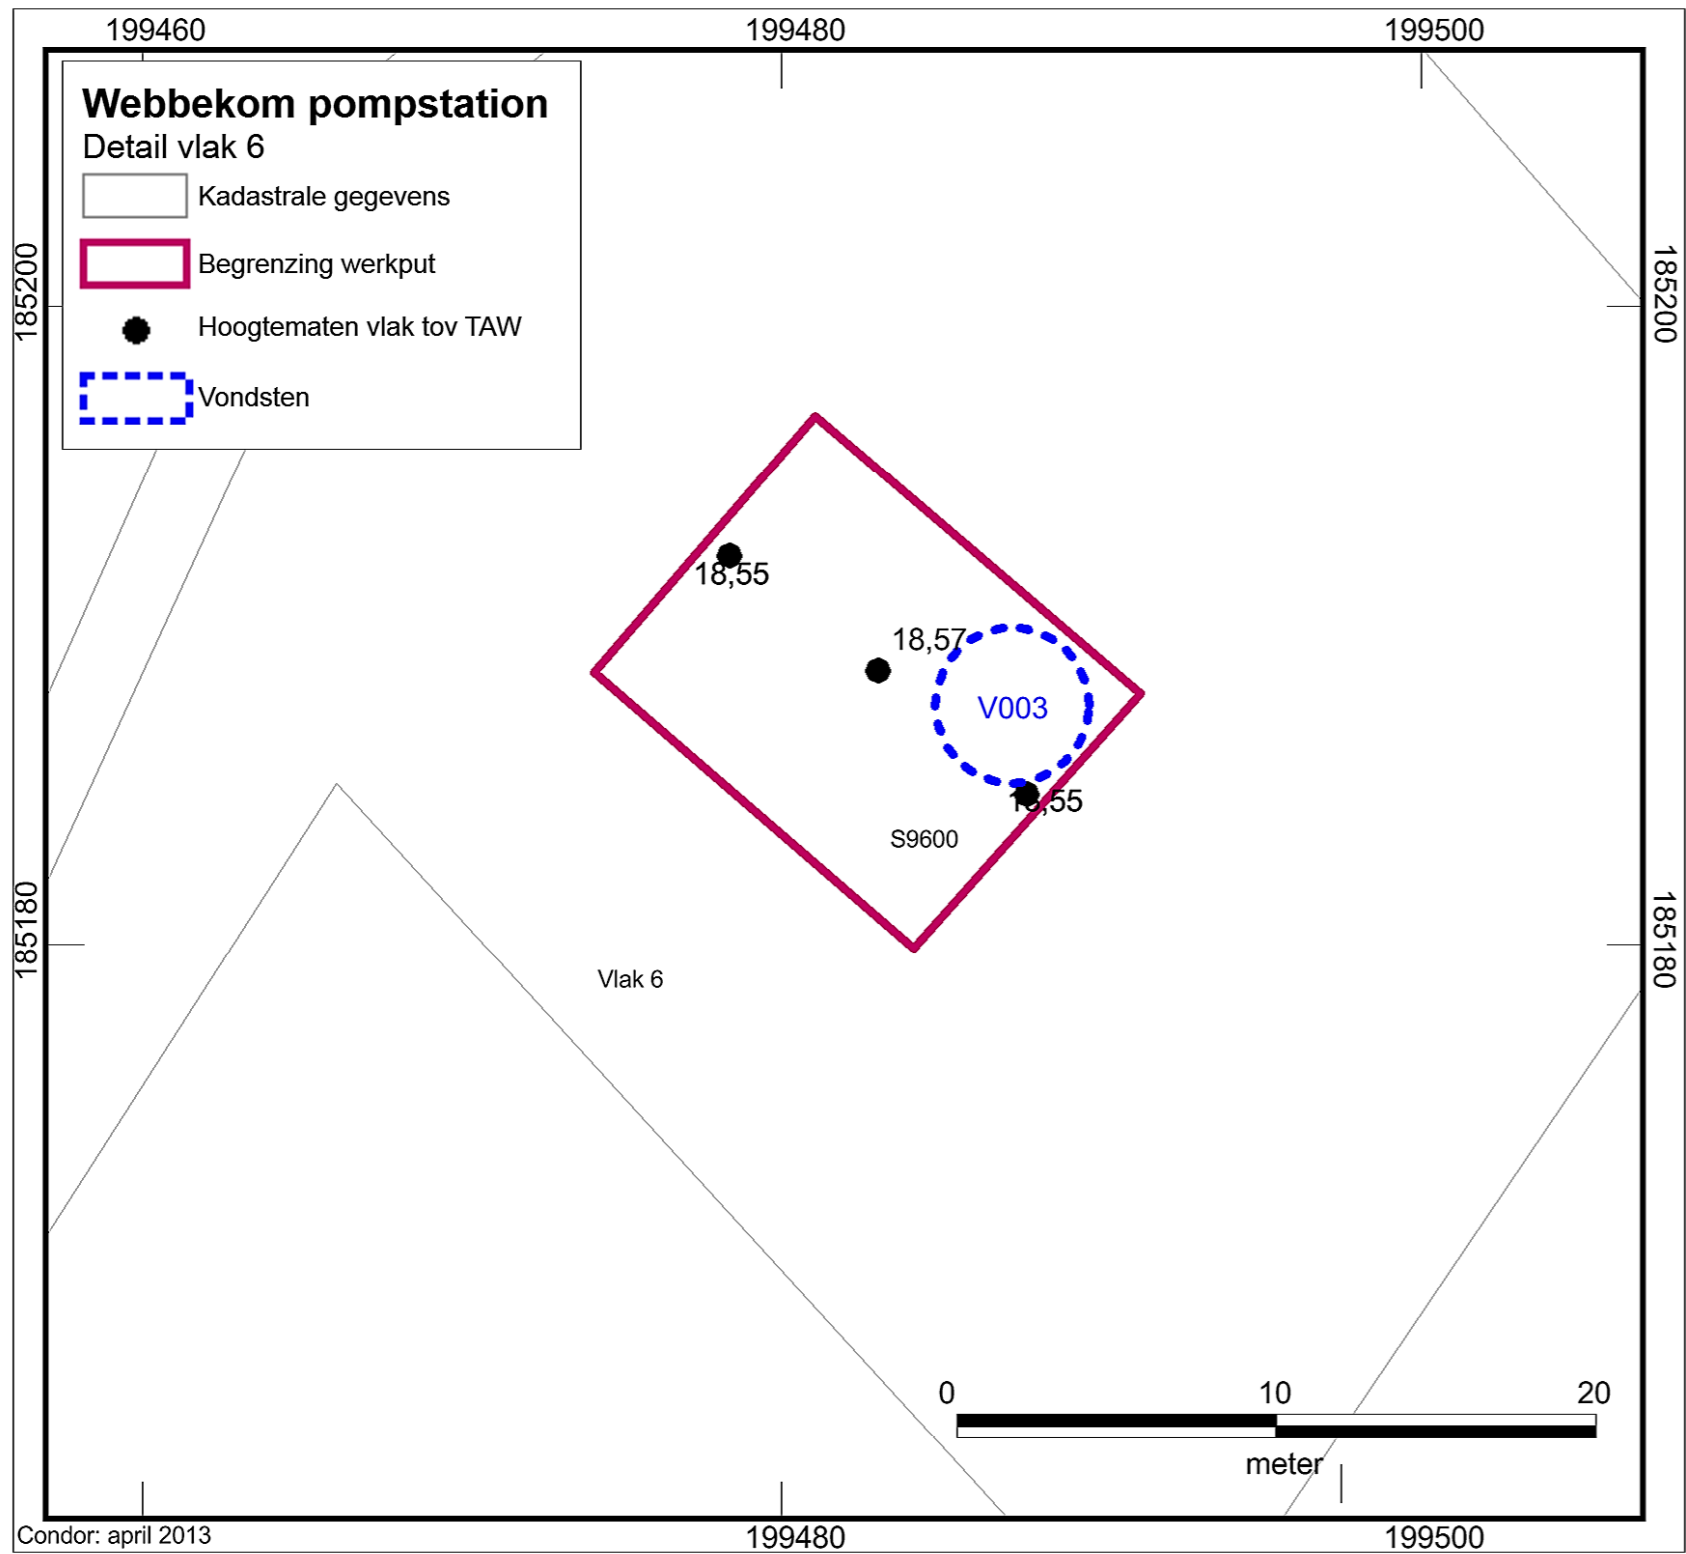 199460 199480 199500
Webbekom pompstation
Detail vlak 6
Kadastrale gegevens
Begrenzing werkput
Hoogtematen vlak tov TAW
Vondsten
185200 185200
18,55
18,57
V003
18,55
S9600
185180 185180
Vlak 6
0 10 20
meter
Condor: april 2013
199480 199500